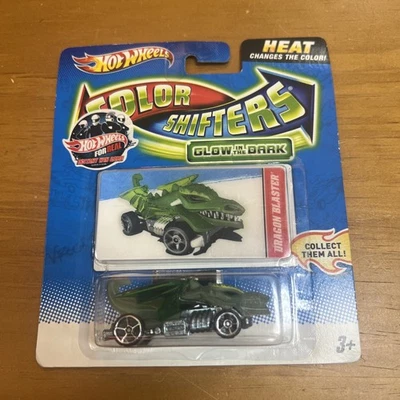 HOT WHEELS
HEAT
CHANGES THE COLOR!
COLOR
SHIFTERS
GLOW IN THE DARK
HOT WHEELS
FOR REAL
DRAGON BLASTER
COLLECT
THEM ALL!
3+